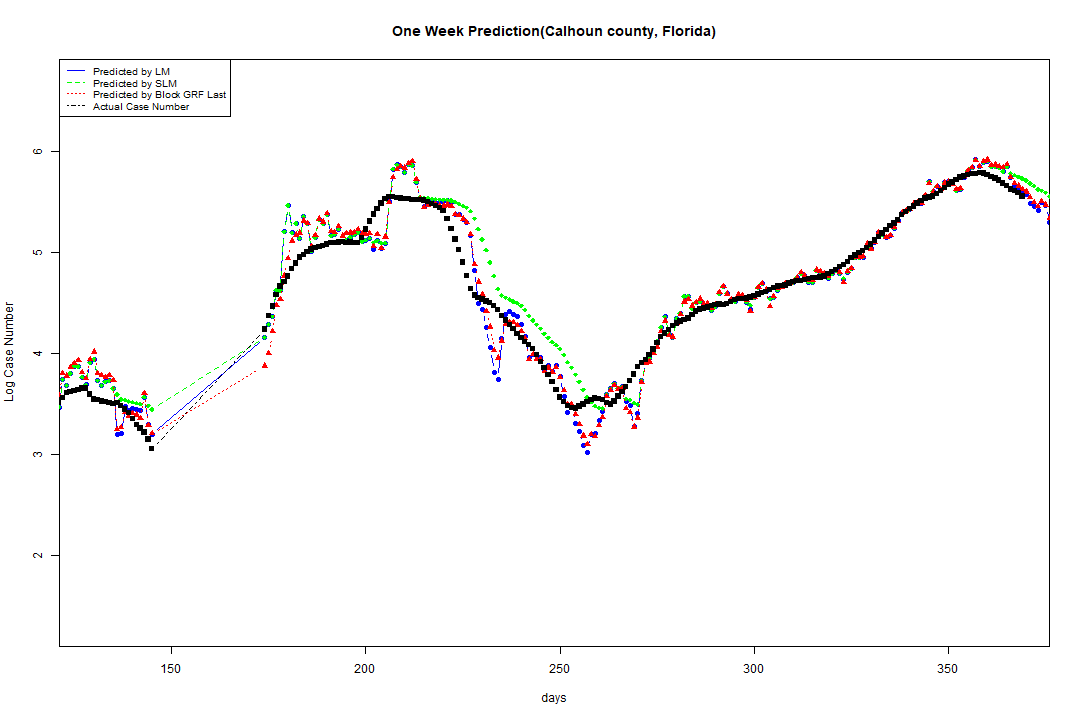 One Week Prediction(Calhoun county, Florida)
Predicted by LM
Predicted by SLM
Predicted by Block GRF Last
Actual Case Number
6
5
4
3
2
Log Case Number
150
200
250
300
350
days